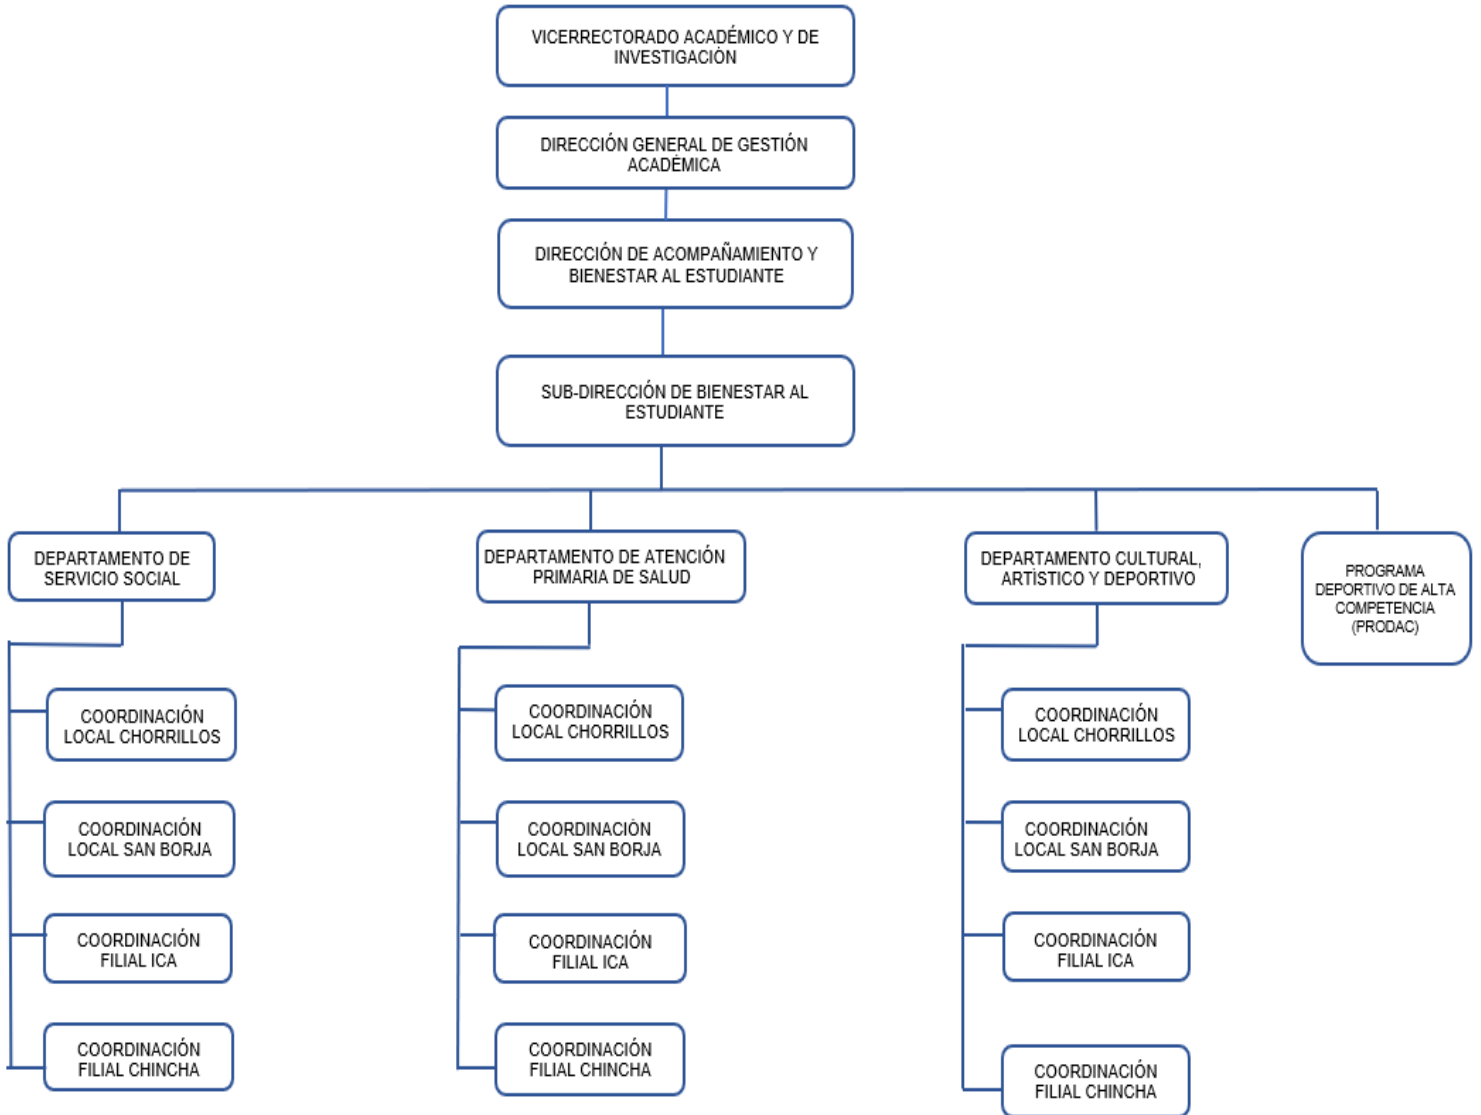 VICERRECTORADO ACADÉMICO Y DE
INVESTIGACIÓN
DIRECCIÓN GENERAL DE GESTIÓN
ACADÉMICA
DIRECCIÓN DE ACOMPAÑAMIENTO Y
BIENESTAR AL ESTUDIANTE
SUB-DIRECCIÓN DE BIENESTAR AL
ESTUDIANTE
DEPARTAMENTO DE
SERVICIO SOCIAL
COORDINACIÓN
LOCAL CHORRILLOS
COORDINACIÓN
LOCAL SAN BORJA
COORDINACIÓN
FILIAL ICA
COORDINACIÓN
FILIAL CHINCHA
DEPARTAMENTO DE ATENCIÓN
PRIMARIA DE SALUD
COORDINACIÓN
LOCAL CHORRILLOS
COORDINACIÓN
LOCAL SAN BORJA
COORDINACIÓN
FILIAL ICA
COORDINACIÓN
FILIAL CHINCHA
DEPARTAMENTO CULTURAL,
ARTÍSTICO Y DEPORTIVO
COORDINACIÓN
LOCAL CHORRILLOS
COORDINACIÓN
LOCAL SAN BORJA
COORDINACIÓN
FILIAL ICA
COORDINACIÓN
FILIAL CHINCHA
PROGRAMA
DEPORTIVO DE ALTA
COMPETENCIA
(PRODAC)